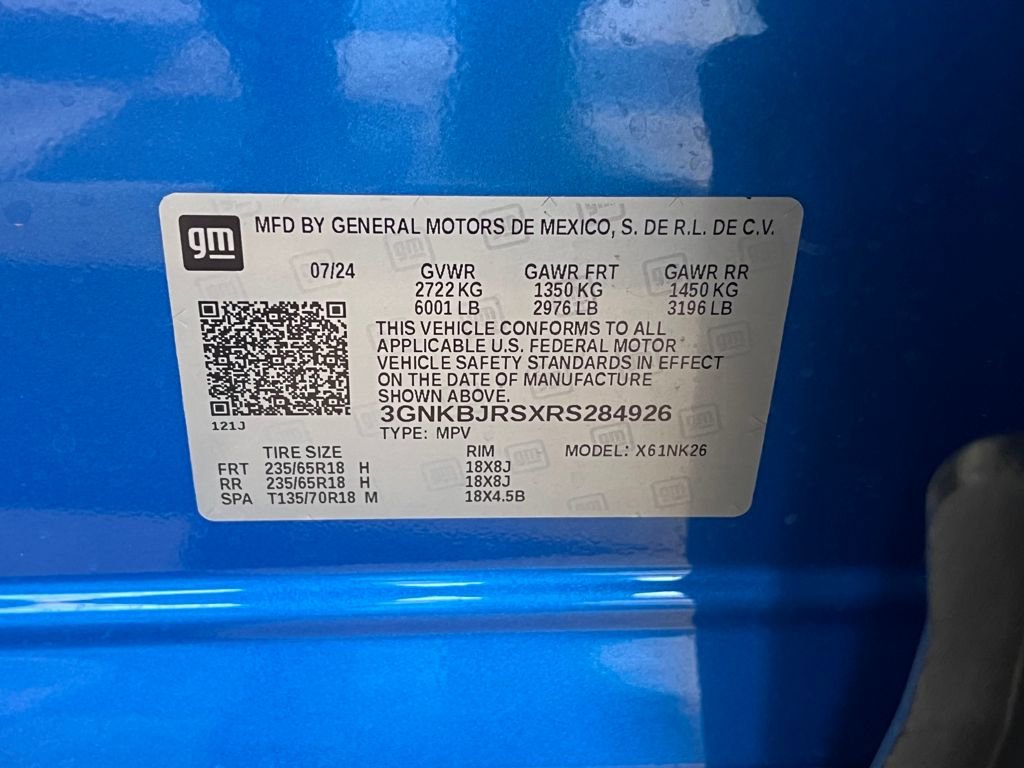 gm
MFD BY GENERAL MOTORS DE MEXICO, S. DE R.L. DE C.V.
07/24 GVWR GAWR FRT GAWR RR
2722 KG 1350 KG 1450 KG
6001 LB 2976 LB 3196 LB
THIS VEHICLE CONFORMS TO ALL
APPLICABLE U.S. FEDERAL MOTOR
VEHICLE SAFETY STANDARDS IN EFFECT
ON THE DATE OF MANUFACTURE
SHOWN ABOVE.
3GNKBJRSXRS284926
121J
TYPE: MPV
TIRE SIZE RIM MODEL: X61NK26
FRT 235/65R18 H 18X8J
RR 235/65R18 H 18X8J
SPA T135/70R18 M 18X4.5B